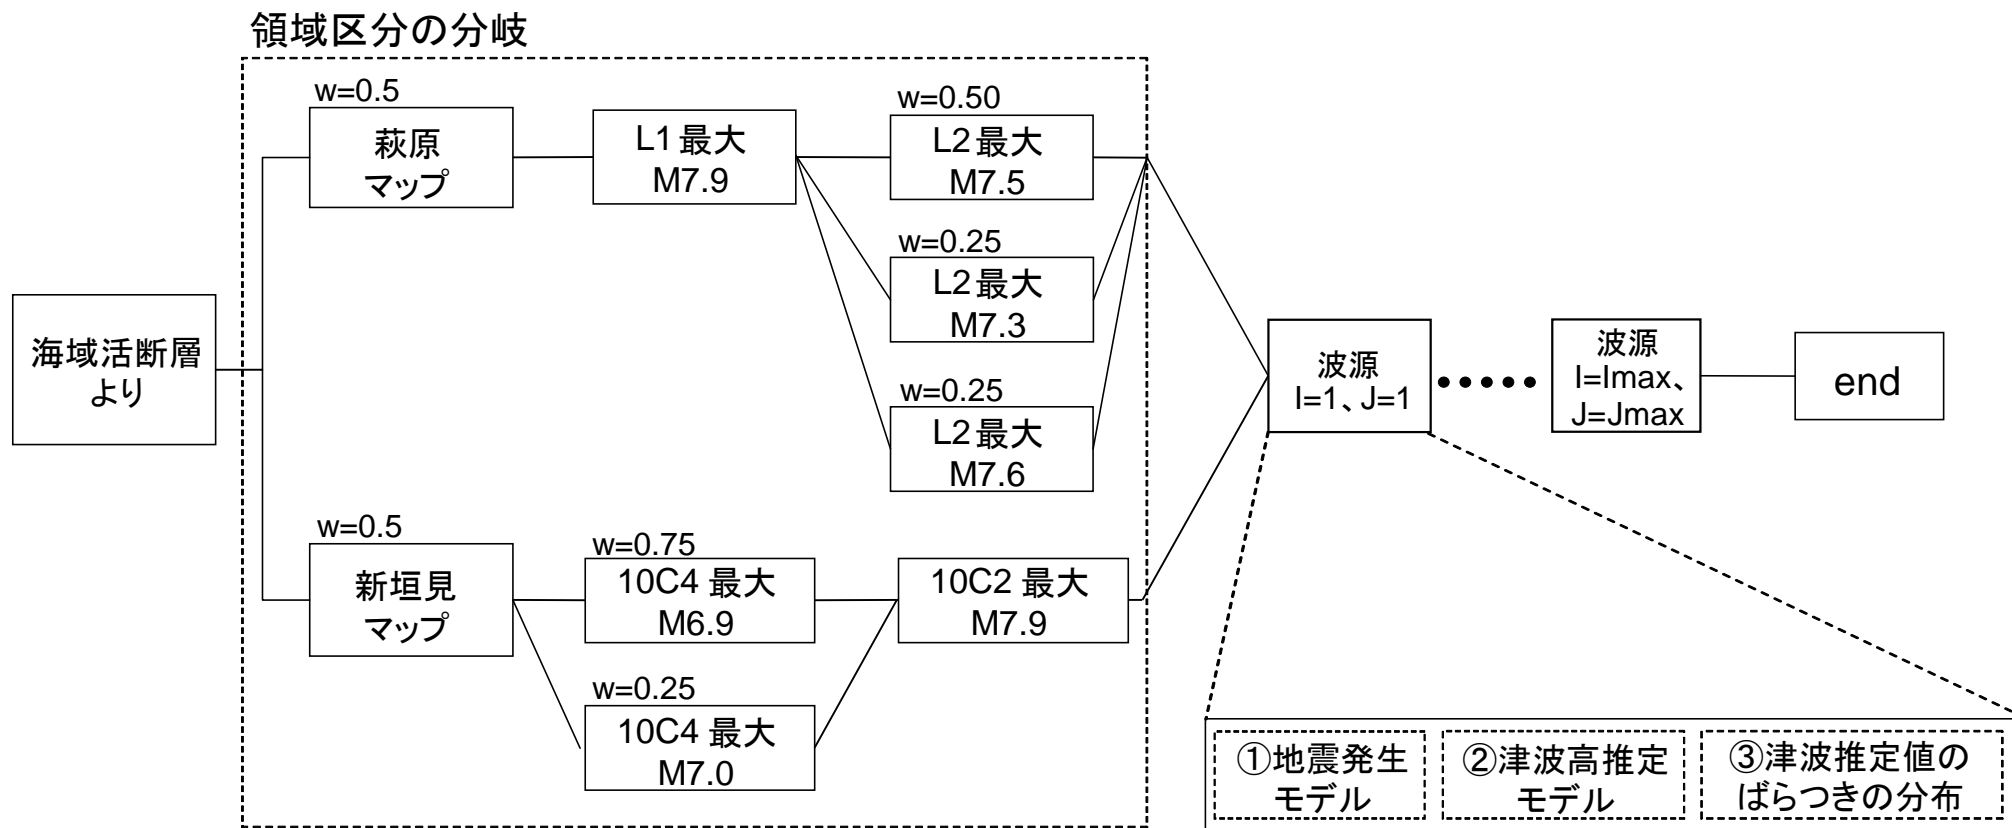 領域区分の分岐
w=0.5
萩原
マップ
L1 最大
M7.9
w=0.50
L2 最大
M7.5
w=0.25
L2 最大
M7.3
w=0.25
L2 最大
M7.6
海域活断層
より
w=0.5
新垣見
マップ
w=0.75
10C4 最大
M6.9
w=0.25
10C4 最大
M7.0
10C2 最大
M7.9
波源
I=1、J=1
波源
I=Imax、
J=Jmax
end
①地震発生
モデル
②津波高推定
モデル
③津波推定値の
ばらつきの分布